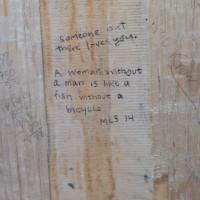 someone out
there loves you.
A woman without
a man is like a
fish without a
bicycle
MLS 14